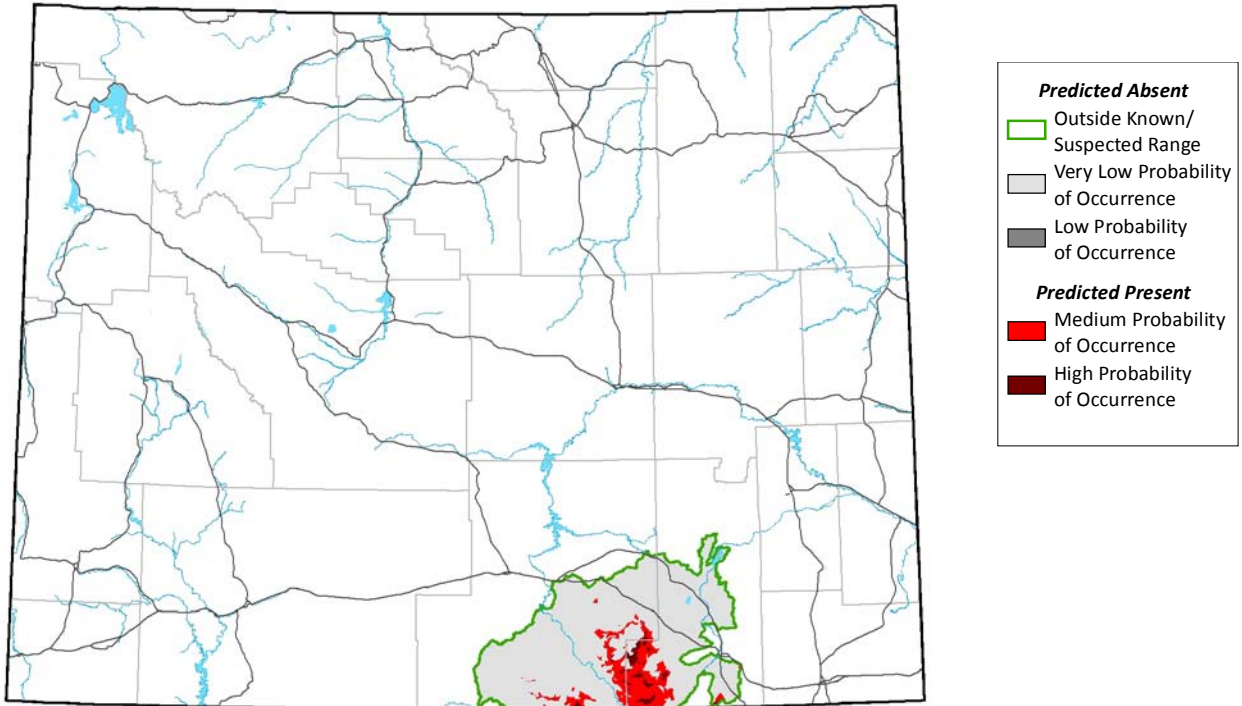 Predicted Absent
Outside Known/
Suspected Range
Very Low Probability
of Occurrence
Low Probability
of Occurrence
Predicted Present
Medium Probability
of Occurrence
High Probability
of Occurrence